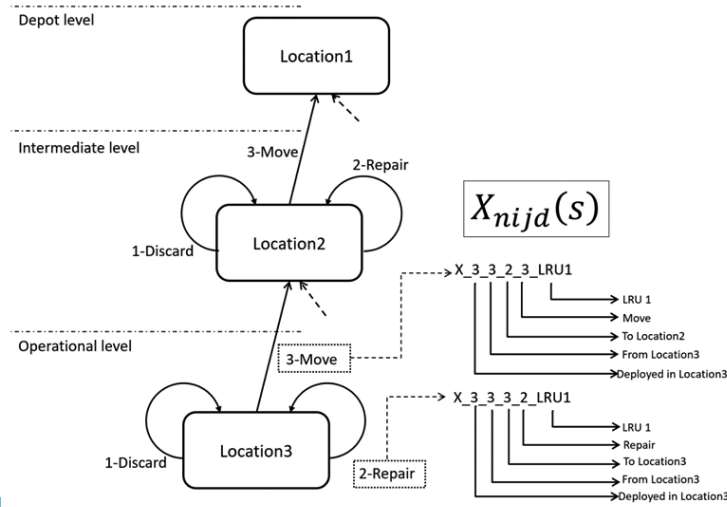 Depot level
Location1
Intermediate level
3-Move
2-Repair
1-Discard
Location2
X_{nijd}(s)
X_3_3_2_3_LRU1
LRU 1
Move
To Location2
From Location3
Deployed in Location3
Operational level
3-Move
1-Discard
Location3
2-Repair
X_3_3_3_2_LRU1
LRU 1
Repair
To Location3
From Location3
Deployed in Location3